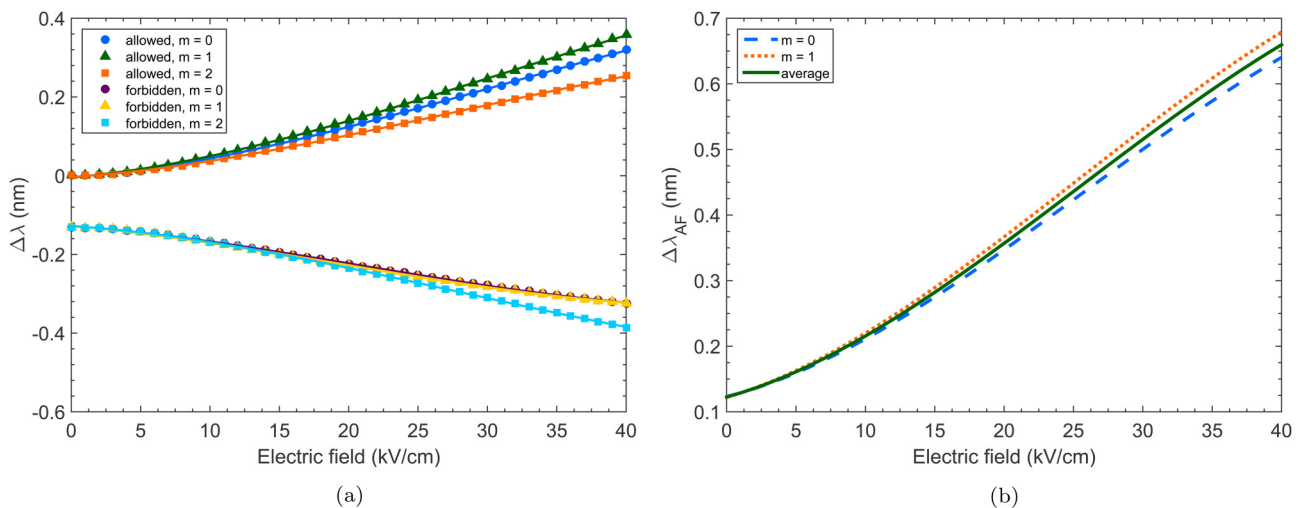 0.4
0.2
0
-0.2
-0.4
-0.6
Δλ (nm)
allowed, m = 0
allowed, m = 1
allowed, m = 2
forbidden, m = 0
forbidden, m = 1
forbidden, m = 2
0 5 10 15 20 25 30 35 40
Electric field (kV/cm)
(a)
0.7
0.6
0.5
0.4
0.3
0.2
0.1
Δλ_AF (nm)
m = 0
m = 1
average
0 5 10 15 20 25 30 35 40
Electric field (kV/cm)
(b)